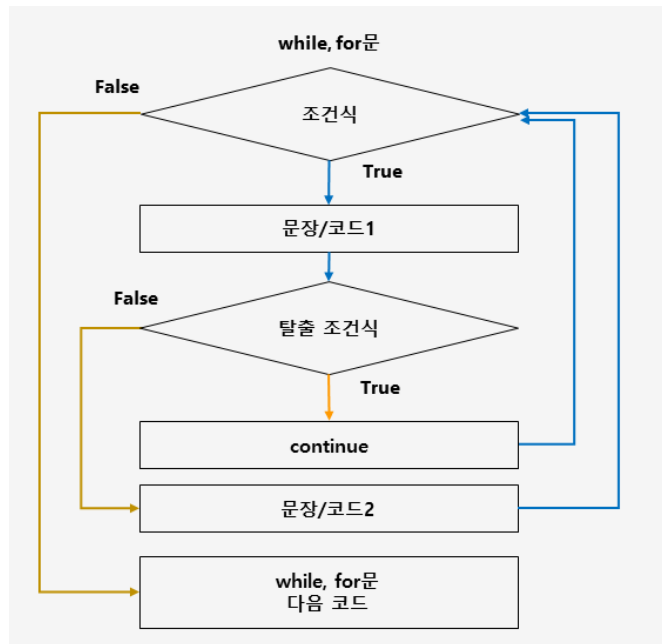 while, for문
False
조건식
True
문장/코드1
False
탈출 조건식
True
continue
문장/코드2
while, for문
다음 코드